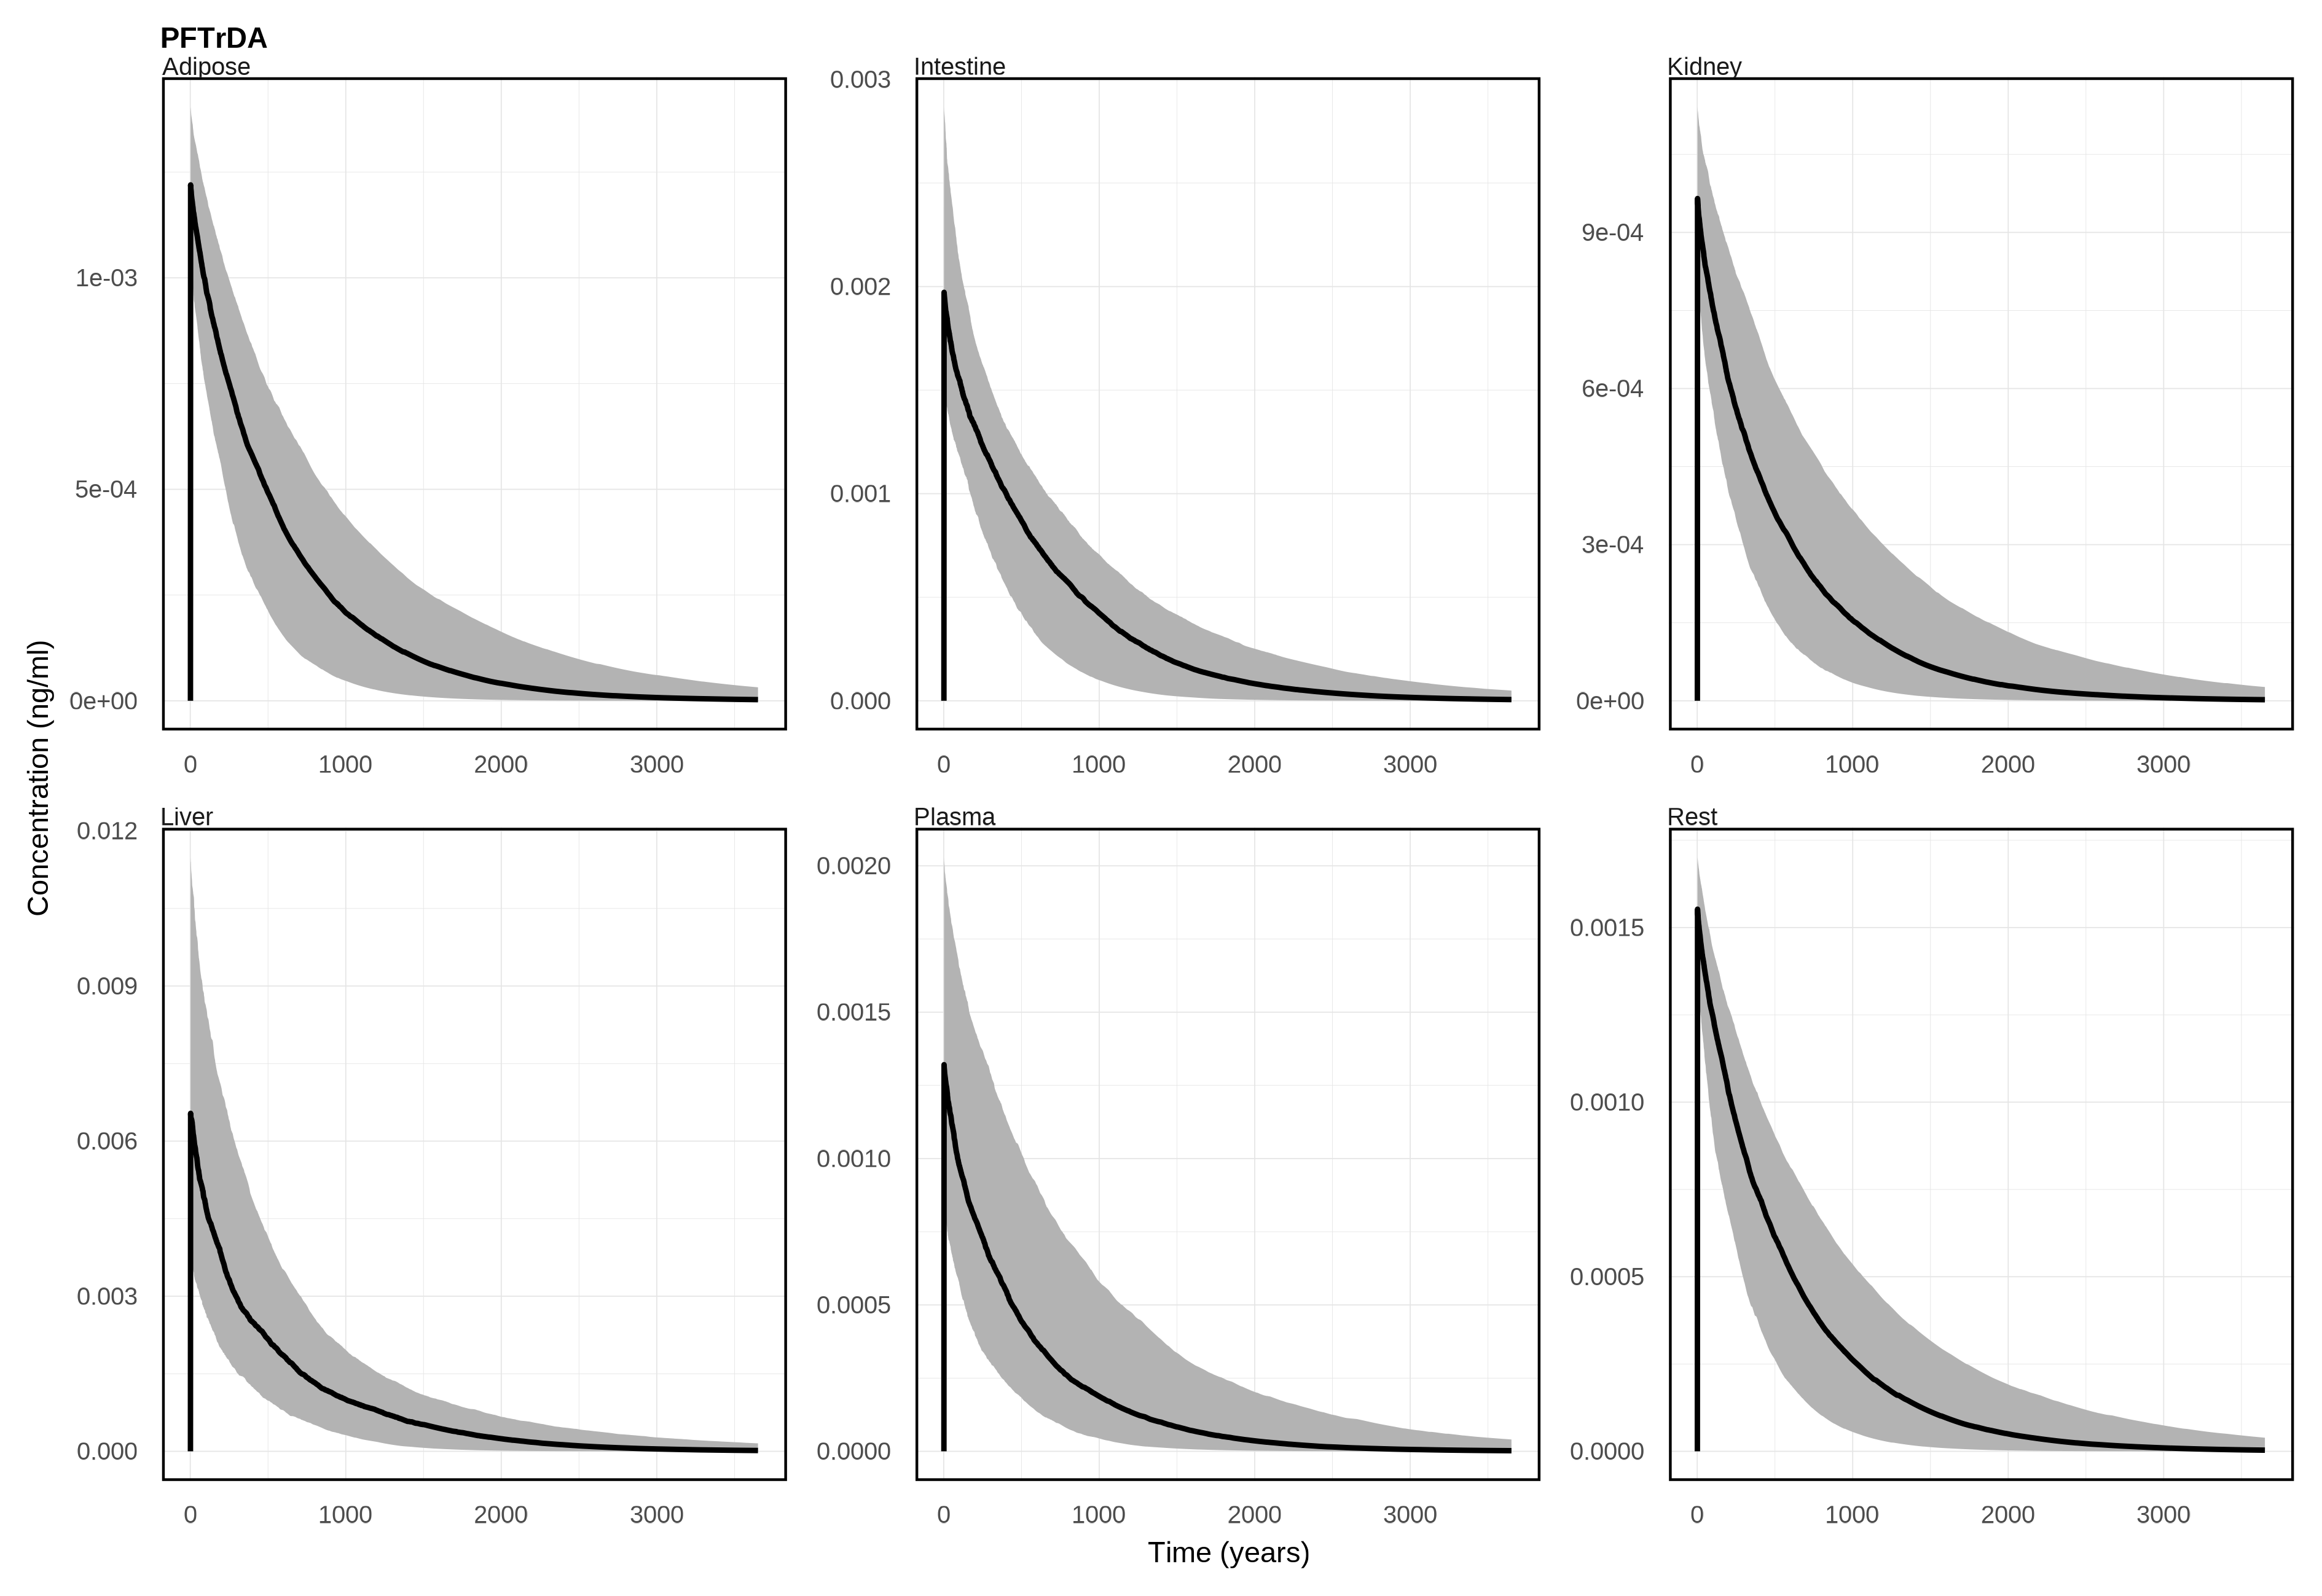 PFTrDA
Adipose
Intestine
Kidney
1e-03
5e-04
0e+00
0.003
0.002
0.001
0.000
9e-04
6e-04
3e-04
0e+00
0 1000 2000 3000
0 1000 2000 3000
0 1000 2000 3000
Concentration (ng/ml)
Liver
Plasma
Rest
0.012
0.009
0.006
0.003
0.000
0.0020
0.0015
0.0010
0.0005
0.0000
0.0015
0.0010
0.0005
0.0000
0 1000 2000 3000
0 1000 2000 3000
0 1000 2000 3000
Time (years)